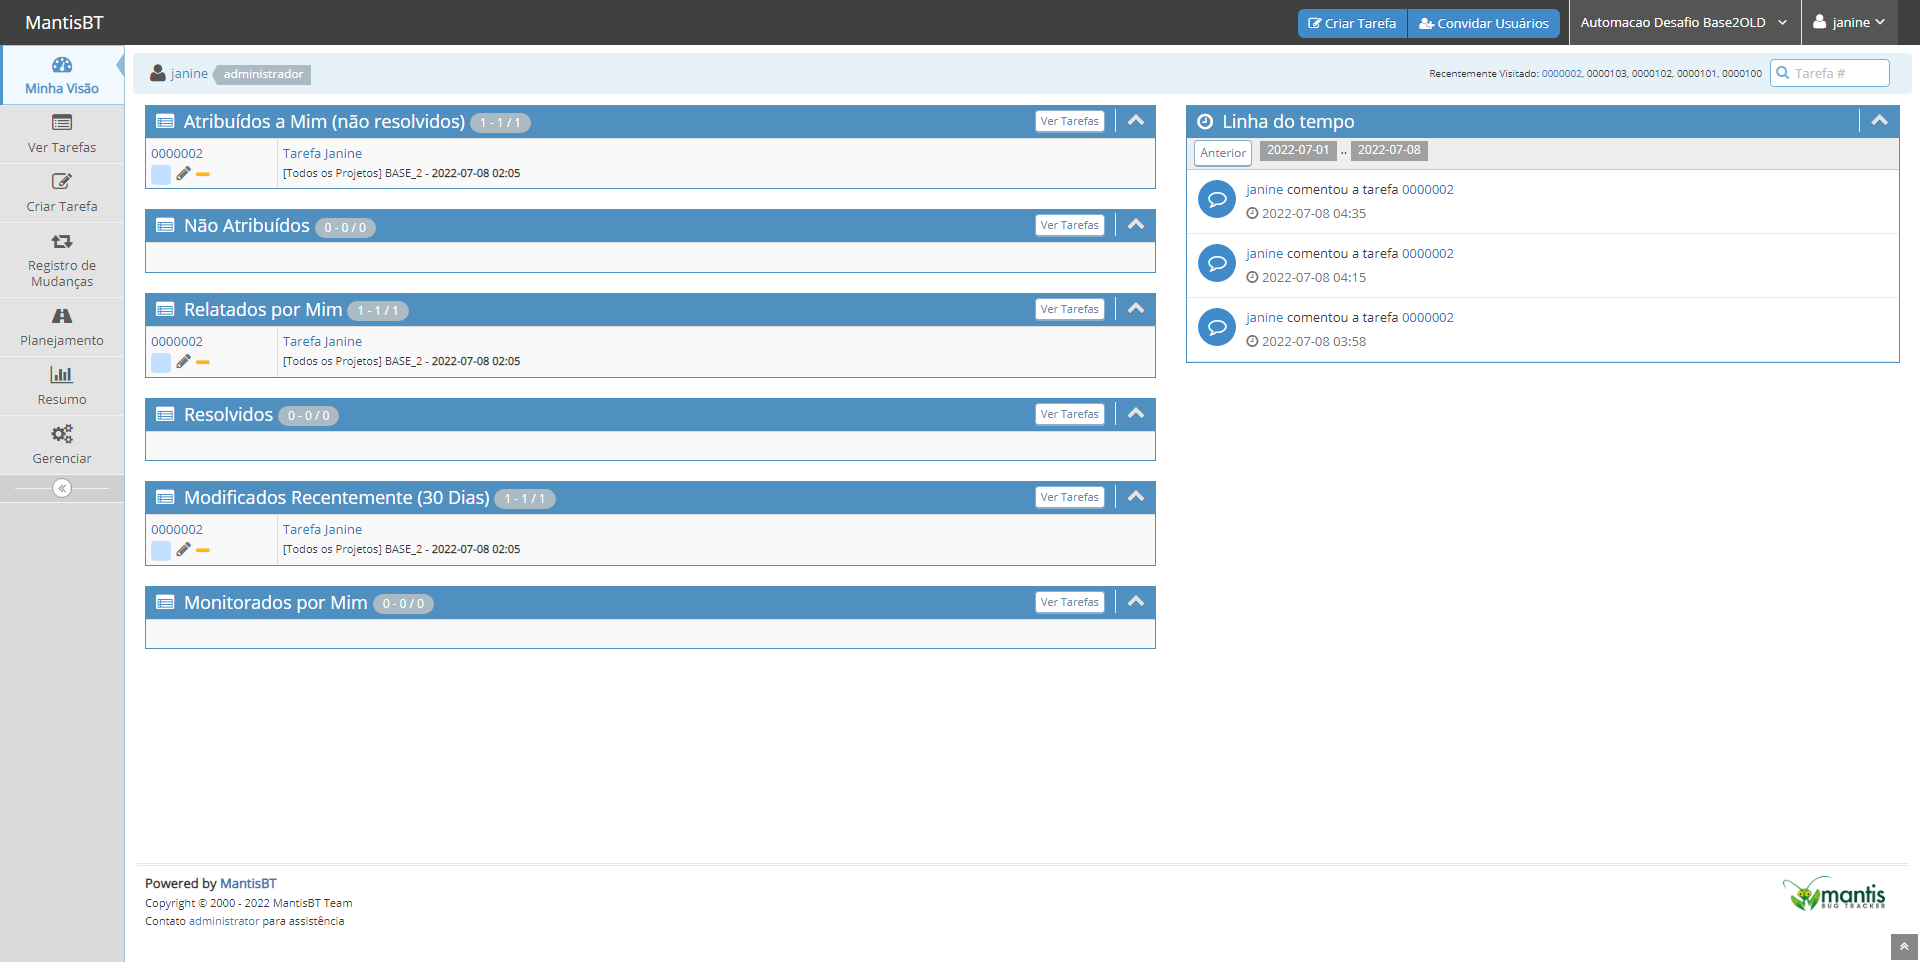 MantisBT
Criar Tarefa
Convidar Usuários
Automacao Desafio Base2OLD
janine
Minha Visão
Ver Tarefas
Criar Tarefa
Registro de
Mudanças
Planejamento
Resumo
Gerenciar
janine administrador
Recentemente Visitado: 0000002, 0000103, 0000102, 0000101, 0000100
Tarefa #
Atribuídos a Mim (não resolvidos) 1 - 1 / 1
Ver Tarefas
0000002
Tarefa Janine
[Todos os Projetos] BASE_2 - 2022-07-08 02:05
Não Atribuídos 0 - 0 / 0
Ver Tarefas
Relatados por Mim 1 - 1 / 1
Ver Tarefas
0000002
Tarefa Janine
[Todos os Projetos] BASE_2 - 2022-07-08 02:05
Resolvidos 0 - 0 / 0
Ver Tarefas
Modificados Recentemente (30 Dias) 1 - 1 / 1
Ver Tarefas
0000002
Tarefa Janine
[Todos os Projetos] BASE_2 - 2022-07-08 02:05
Monitorados por Mim 0 - 0 / 0
Ver Tarefas
Linha do tempo
Anterior 2022-07-01 .. 2022-07-08
janine comentou a tarefa 0000002
2022-07-08 04:35
janine comentou a tarefa 0000002
2022-07-08 04:15
janine comentou a tarefa 0000002
2022-07-08 03:58
Powered by MantisBT
Copyright © 2000 - 2022 MantisBT Team
Contato administrator para assistência
mantis
BUG TRACKER